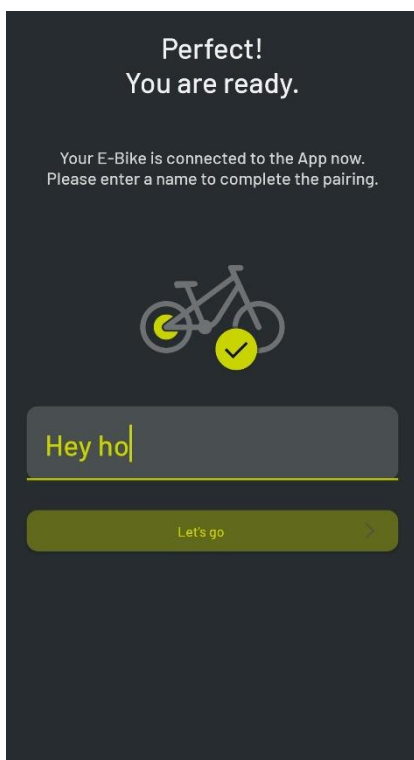 Perfect!
You are ready.
Your E-Bike is connected to the App now.
Please enter a name to complete the pairing.
Hey ho
Let's go